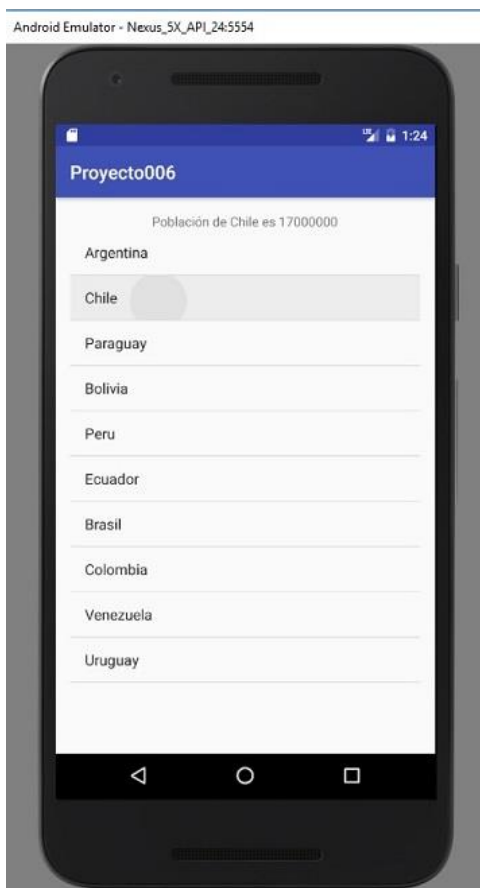 Android Emulator - Nexus_5X_API_24:5554
LTE 1:24
Proyecto006
Población de Chile es 17000000
Argentina
Chile
Paraguay
Bolivia
Peru
Ecuador
Brasil
Colombia
Venezuela
Uruguay